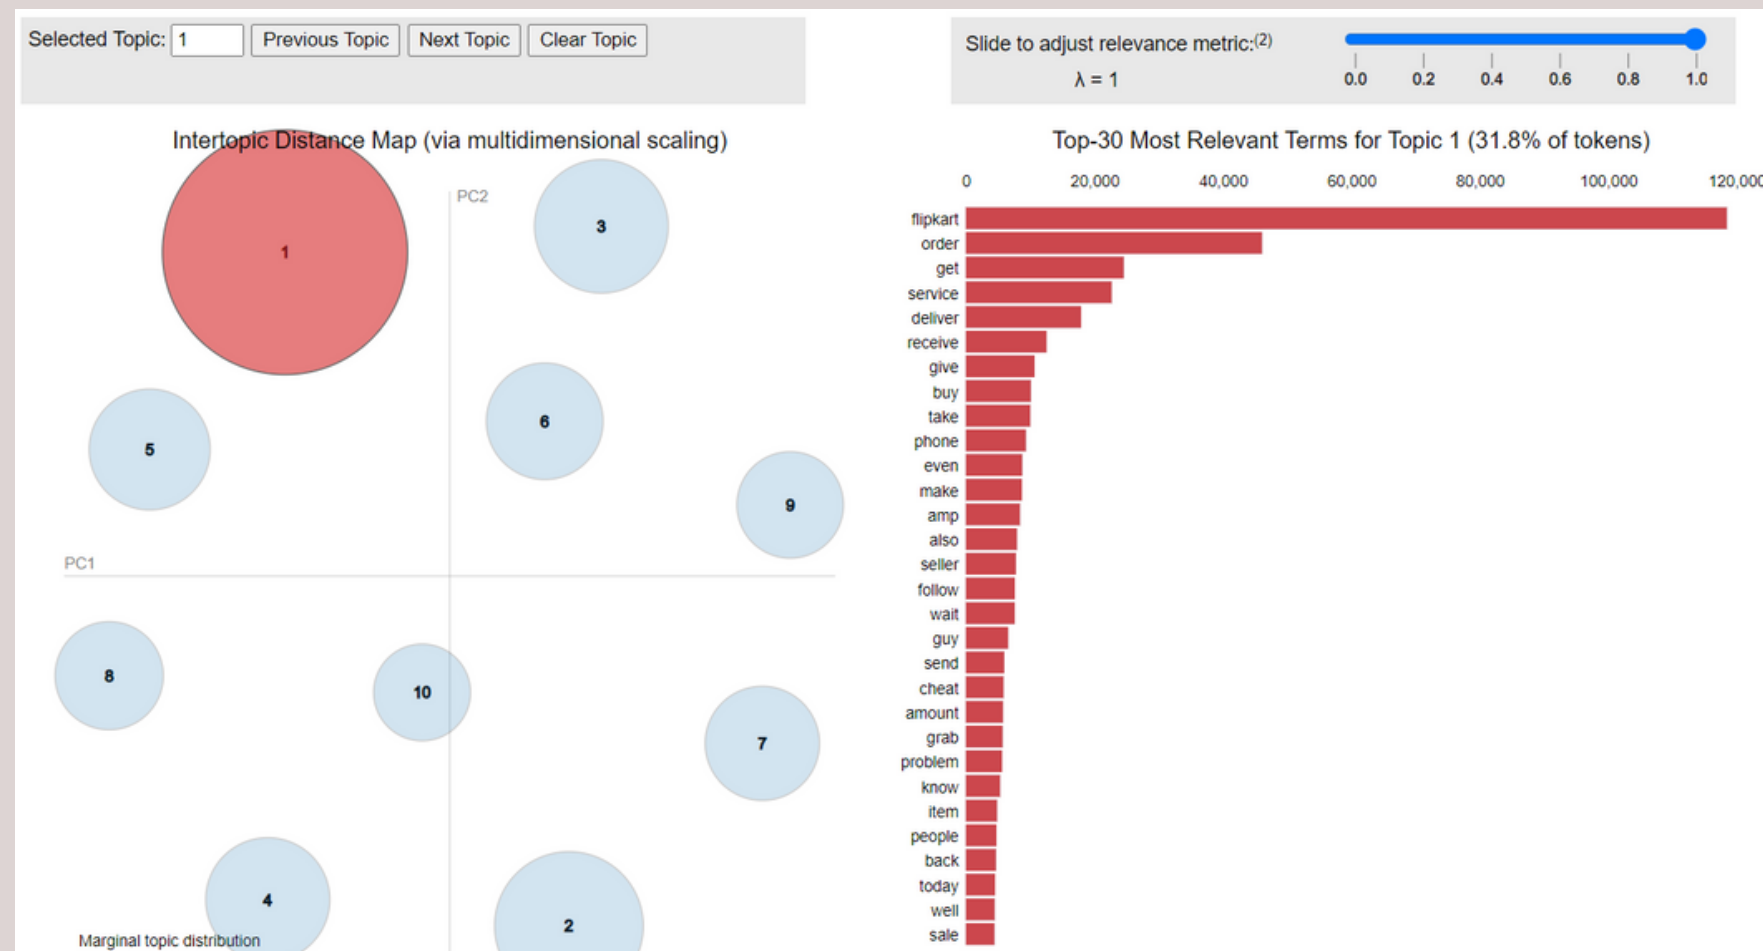 Selected Topic: 1 Previous Topic Next Topic Clear Topic
Slide to adjust relevance metric:(2)
λ = 1
0.0 0.2 0.4 0.6 0.8 1.0
Intertopic Distance Map (via multidimensional scaling)
PC2
PC1
1
3
5
6
9
8
10
7
4
2
Marginal topic distribution
Top-30 Most Relevant Terms for Topic 1 (31.8% of tokens)
0 20,000 40,000 60,000 80,000 100,000 120,000
flipkart
order
get
service
deliver
receive
give
buy
take
phone
even
make
amp
also
seller
follow
wait
guy
send
cheat
amount
grab
problem
know
item
people
back
today
well
sale